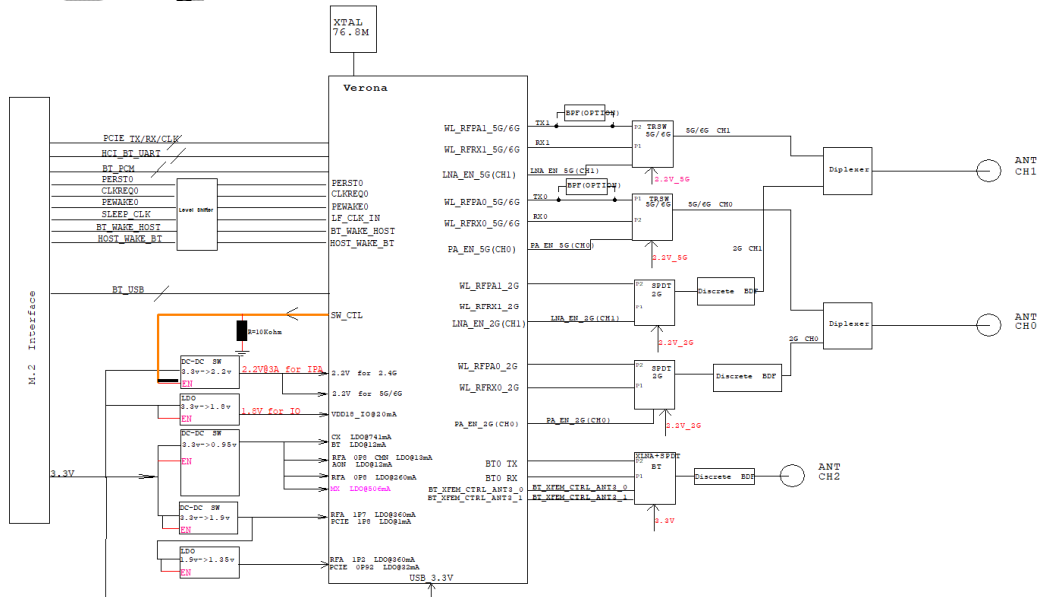 XTAL
76.8M
Verona
M.2 Interface
PCIE TX/RX/CLK
HCI_BT_UART
BT_PCM
PERST0
CLKREQ0
PEWAKE0
SLEEP_CLK
BT_WAKE_HOST
HOST_WAKE_BT
Level Shifter
PERST0
CLKREQ0
PEWAKE0
LF_CLK_IN
BT_WAKE_HOST
HOST_WAKE_BT
BT_USB
SW_CTL
R=10Kohm
DC-DC SW
3.3v->2.2v
EN
2.2V@3A for IPA
2.2V for 2.4G
2.2V for 5G/6G
LDO
3.3v->1.8v
EN
1.8V for IO
VDD18_IO@20mA
DC-DC SW
3.3v->0.95v
EN
CX LDO@741mA
BT LDO@12mA
RFA 0P8 CMN LDO@13mA
AON LDO@12mA
RFA 0P8 LDO@260mA
MX LDO@506mA
3.3V
DC-DC SW
3.3v->1.9v
EN
RFA 1P7 LDO@360mA
PCIE 1P8 LDO@1mA
LDO
1.9v->1.35v
EN
RFA 1P2 LDO@360mA
PCIE 0P92 LDO@32mA
USB 3.3V
WL_RFPA1_5G/6G
WL_RFRX1_5G/6G
LNA_EN_5G(CH1)
WL_RFPA0_5G/6G
WL_RFRX0_5G/6G
PA_EN_5G(CH0)
WL_RFPA1_2G
WL_RFRX1_2G
LNA_EN_2G(CH1)
WL_RFPA0_2G
WL_RFRX0_2G
PA_EN_2G(CH0)
BT0 TX
BT0 RX
BT_XFEM_CTRL_ANT3_0
BT_XFEM_CTRL_ANT3_1
TX1
BPF(OPTION)
RX1
LNA_EN_5G(CH1)
P2
P1
TRSW
5G/6G
2.2V_5G
5G/6G CH1
TX0
BPF(OPTION)
RX0
PA_EN_5G(CH0)
P1
P2
TRSW
5G/6G
2.2V_5G
5G/6G CH0
2G CH1
LNA_EN_2G(CH1)
P2
P1
SPDT
2G
2.2V_2G
Discrete BDF
P2
P1
SPDT
2G
2.2V_2G
Discrete BDF
2G CH0
BT_XFEM_CTRL_ANT3_0
BT_XFEM_CTRL_ANT3_1
XLNA+SPDT
BT
P2
P1
2.2V
Discrete BDF
Diplexer
ANT
CH1
Diplexer
ANT
CH0
ANT
CH2